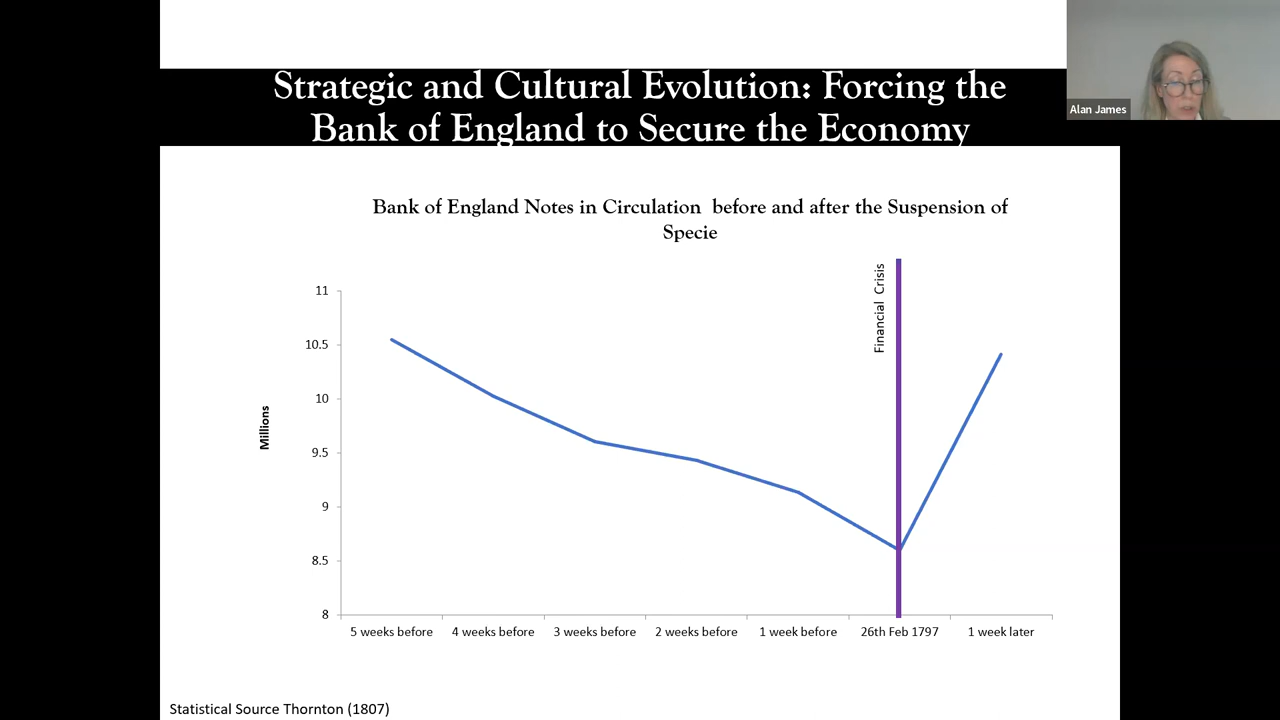 Strategic and Cultural Evolution: Forcing the
Bank of England to Secure the Economy
Alan James
Bank of England Notes in Circulation  before and after the Suspension of
Specie
Financial  Crisis
Millions
11
10.5
10
9.5
9
8.5
8
5 weeks before
4 weeks before
3 weeks before
2 weeks before
1 week before
26th Feb 1797
1 week later
Statistical Source Thornton (1807)